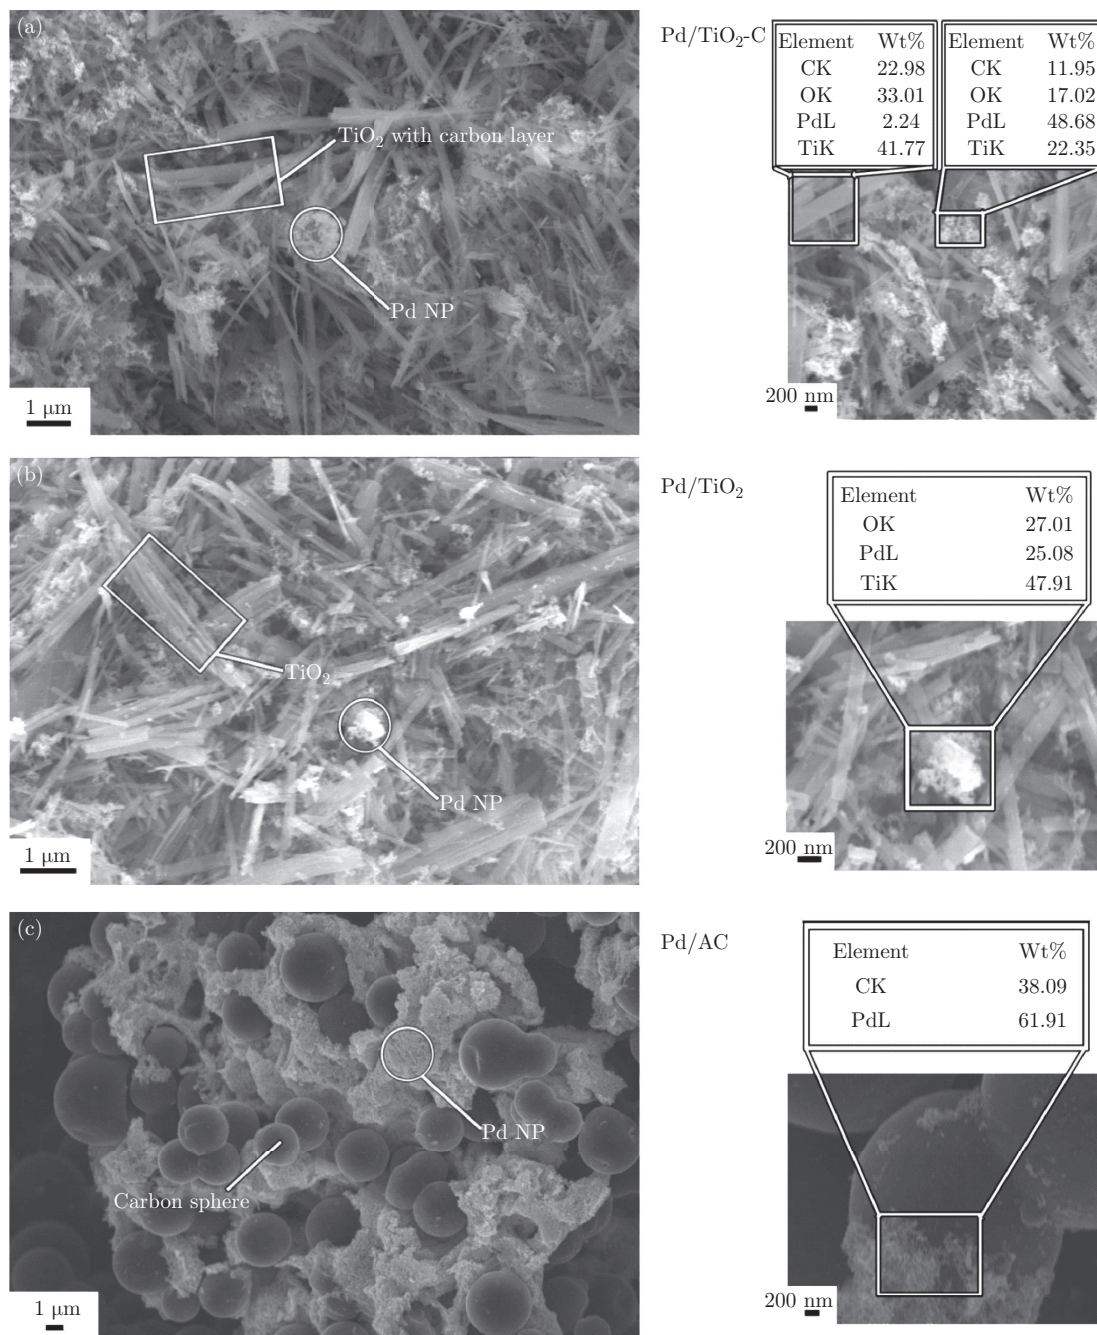 (a)
TiO2 with carbon layer
Pd NP
1 μm
Pd/TiO2-C
Element Wt%
CK 22.98
OK 33.01
PdL 2.24
TiK 41.77
Element Wt%
CK 11.95
OK 17.02
PdL 48.68
TiK 22.35
200 nm
(b)
TiO2
Pd NP
1 μm
Pd/TiO2
Element Wt%
OK 27.01
PdL 25.08
TiK 47.91
200 nm
(c)
Pd NP
Carbon sphere
1 μm
Pd/AC
Element Wt%
CK 38.09
PdL 61.91
200 nm